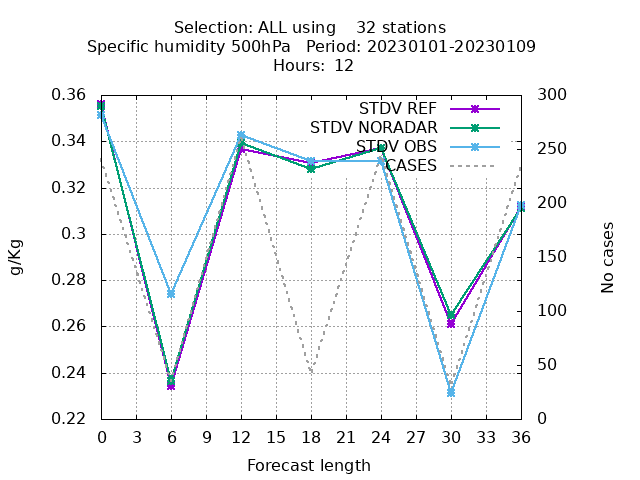 Selection: ALL using    32 stations
Specific humidity 500hPa   Period: 20230101-20230109
Hours: 12
0.36
0.34
0.32
0.3
0.28
0.26
0.24
0.22
g/Kg
STDV REF
STDV NORADAR
STDV OBS
CASES
300
250
200
150
100
50
0
No cases
0 3 6 9 12 15 18 21 24 27 30 33 36
Forecast length